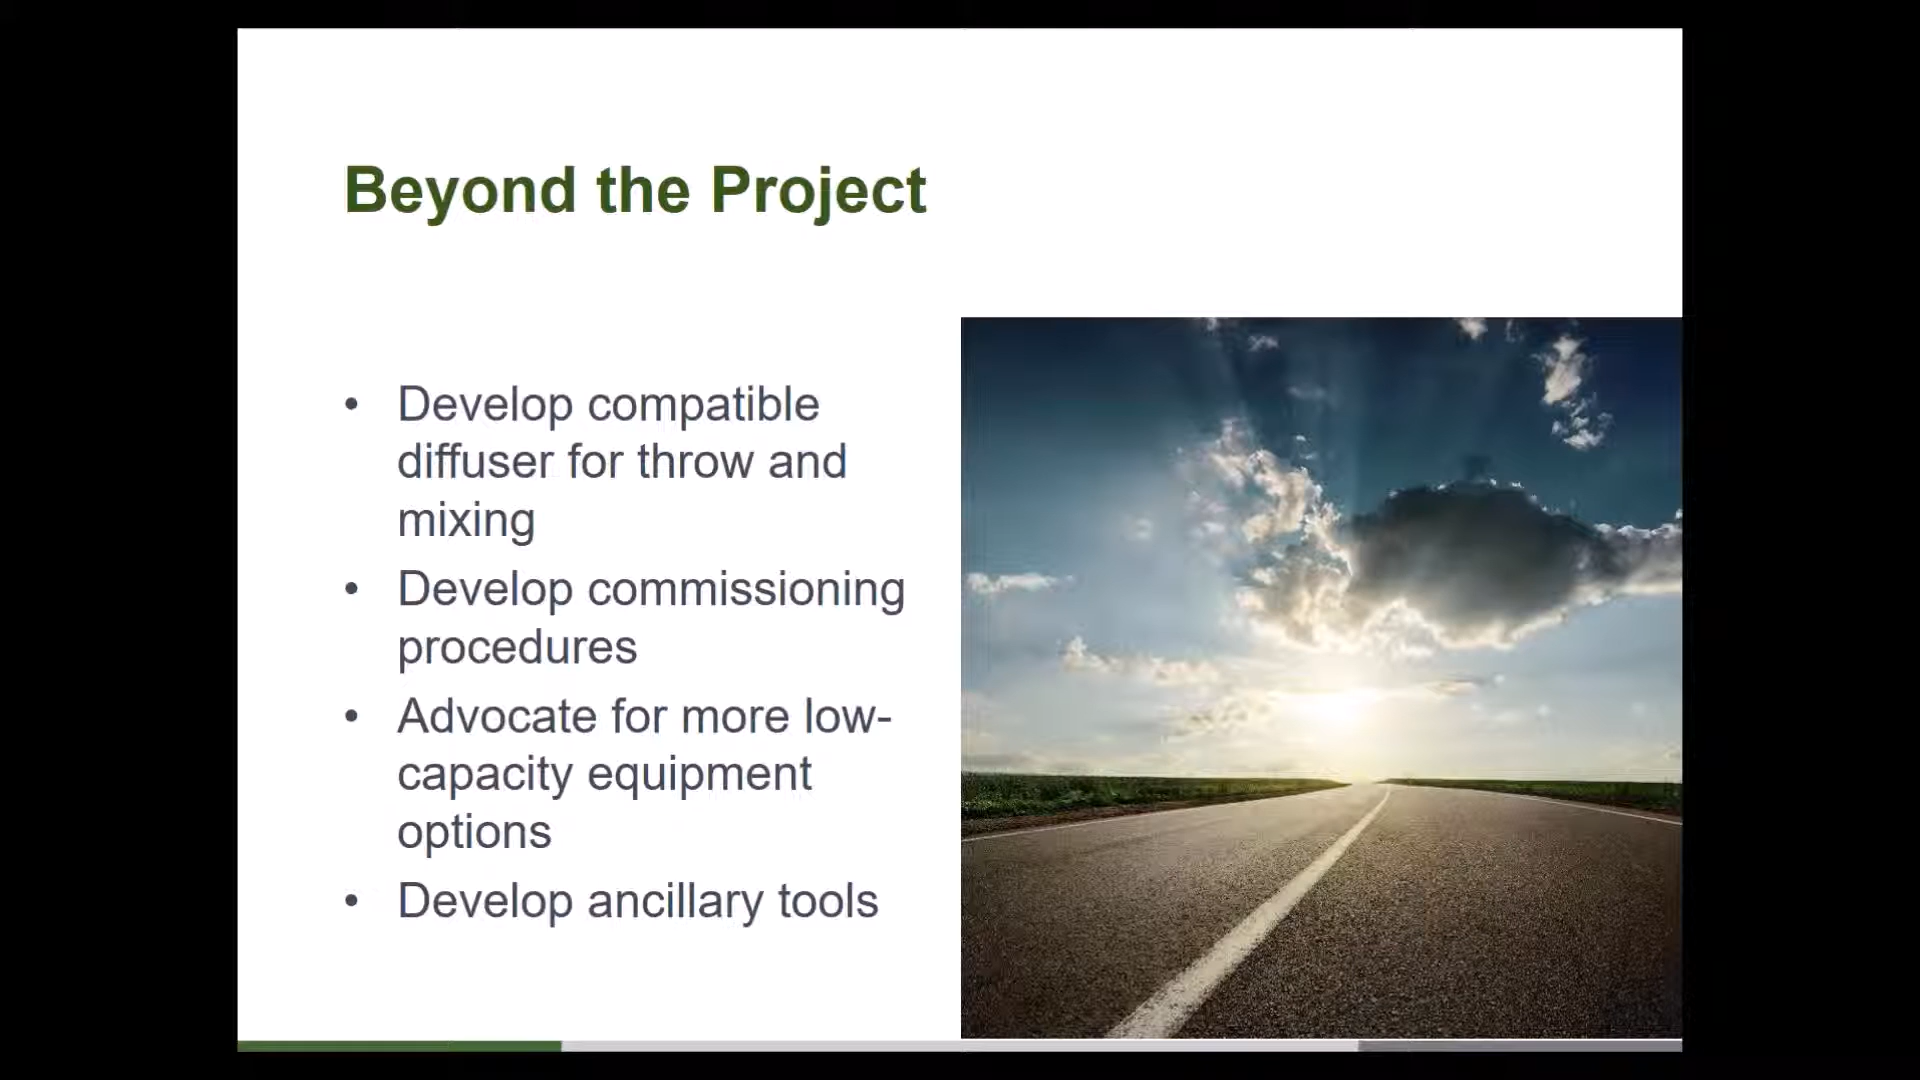 Beyond the Project
• Develop compatible
diffuser for throw and
mixing
• Develop commissioning
procedures
• Advocate for more low-
capacity equipment
options
• Develop ancillary tools